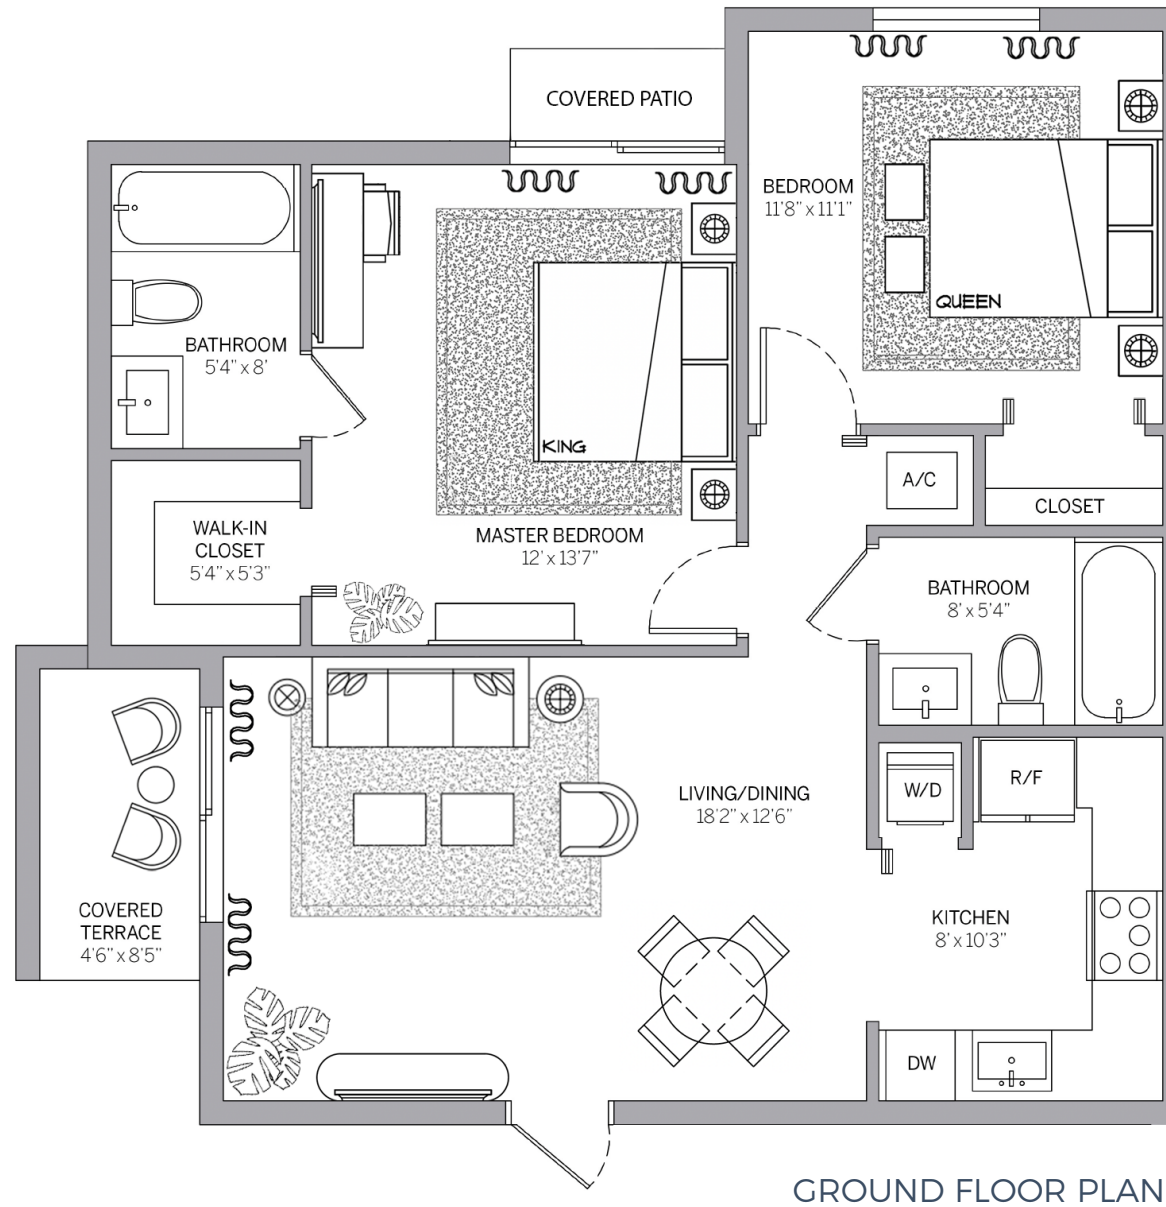 COVERED PATIO
BEDROOM
11'8" x 11'1"
QUEEN
BATHROOM
5'4" x 8'
KING
MASTER BEDROOM
12' x 13'7"
A/C
CLOSET
WALK-IN
CLOSET
5'4" x 5'3"
BATHROOM
8' x 5'4"
LIVING/DINING
18'2" x 12'6"
W/D
R/F
COVERED
TERRACE
4'6" x 8'5"
KITCHEN
8' x 10'3"
DW
GROUND FLOOR PLAN